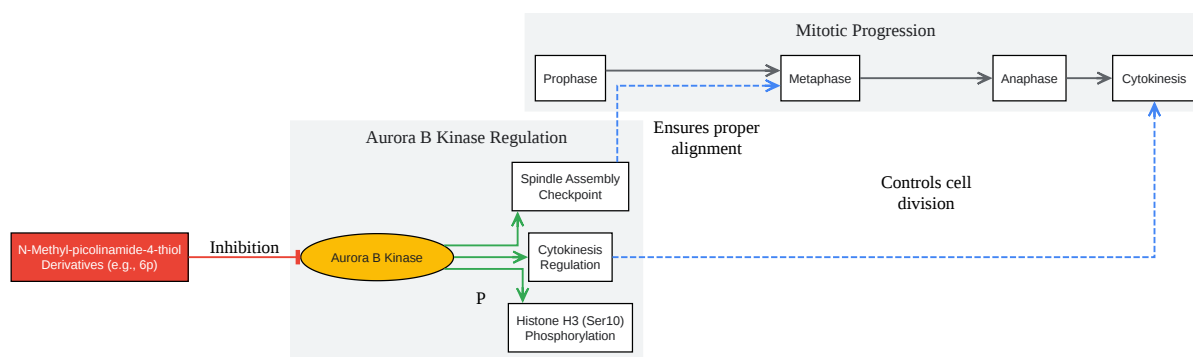 Mitotic Progression
Prophase
Metaphase
Anaphase
Cytokinesis
Ensures proper
alignment
Aurora B Kinase Regulation
Spindle Assembly
Checkpoint
Controls cell
division
N-Methyl-picolinamide-4-thiol
Derivatives (e.g., 6p)
Inhibition
Aurora B Kinase
Cytokinesis
Regulation
P
Histone H3 (Ser10)
Phosphorylation